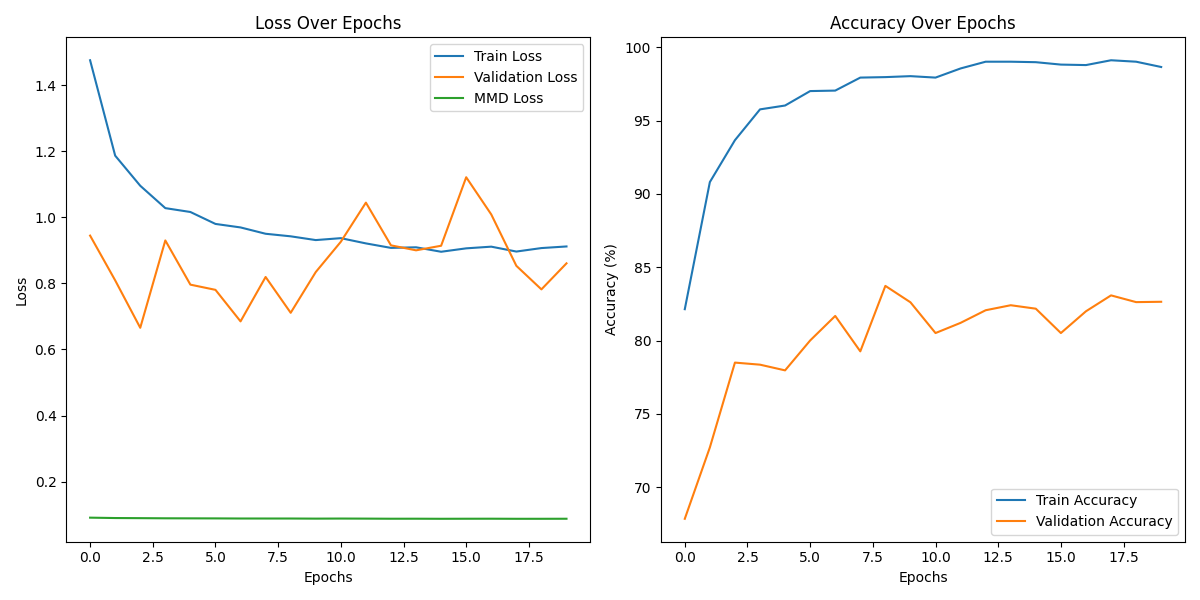 Loss Over Epochs
Train Loss
Validation Loss
MMD Loss
Loss
1.4
1.2
1.0
0.8
0.6
0.4
0.2
0.0 2.5 5.0 7.5 10.0 12.5 15.0 17.5
Epochs
Accuracy Over Epochs
Accuracy (%)
100
95
90
85
80
75
70
Train Accuracy
Validation Accuracy
0.0 2.5 5.0 7.5 10.0 12.5 15.0 17.5
Epochs